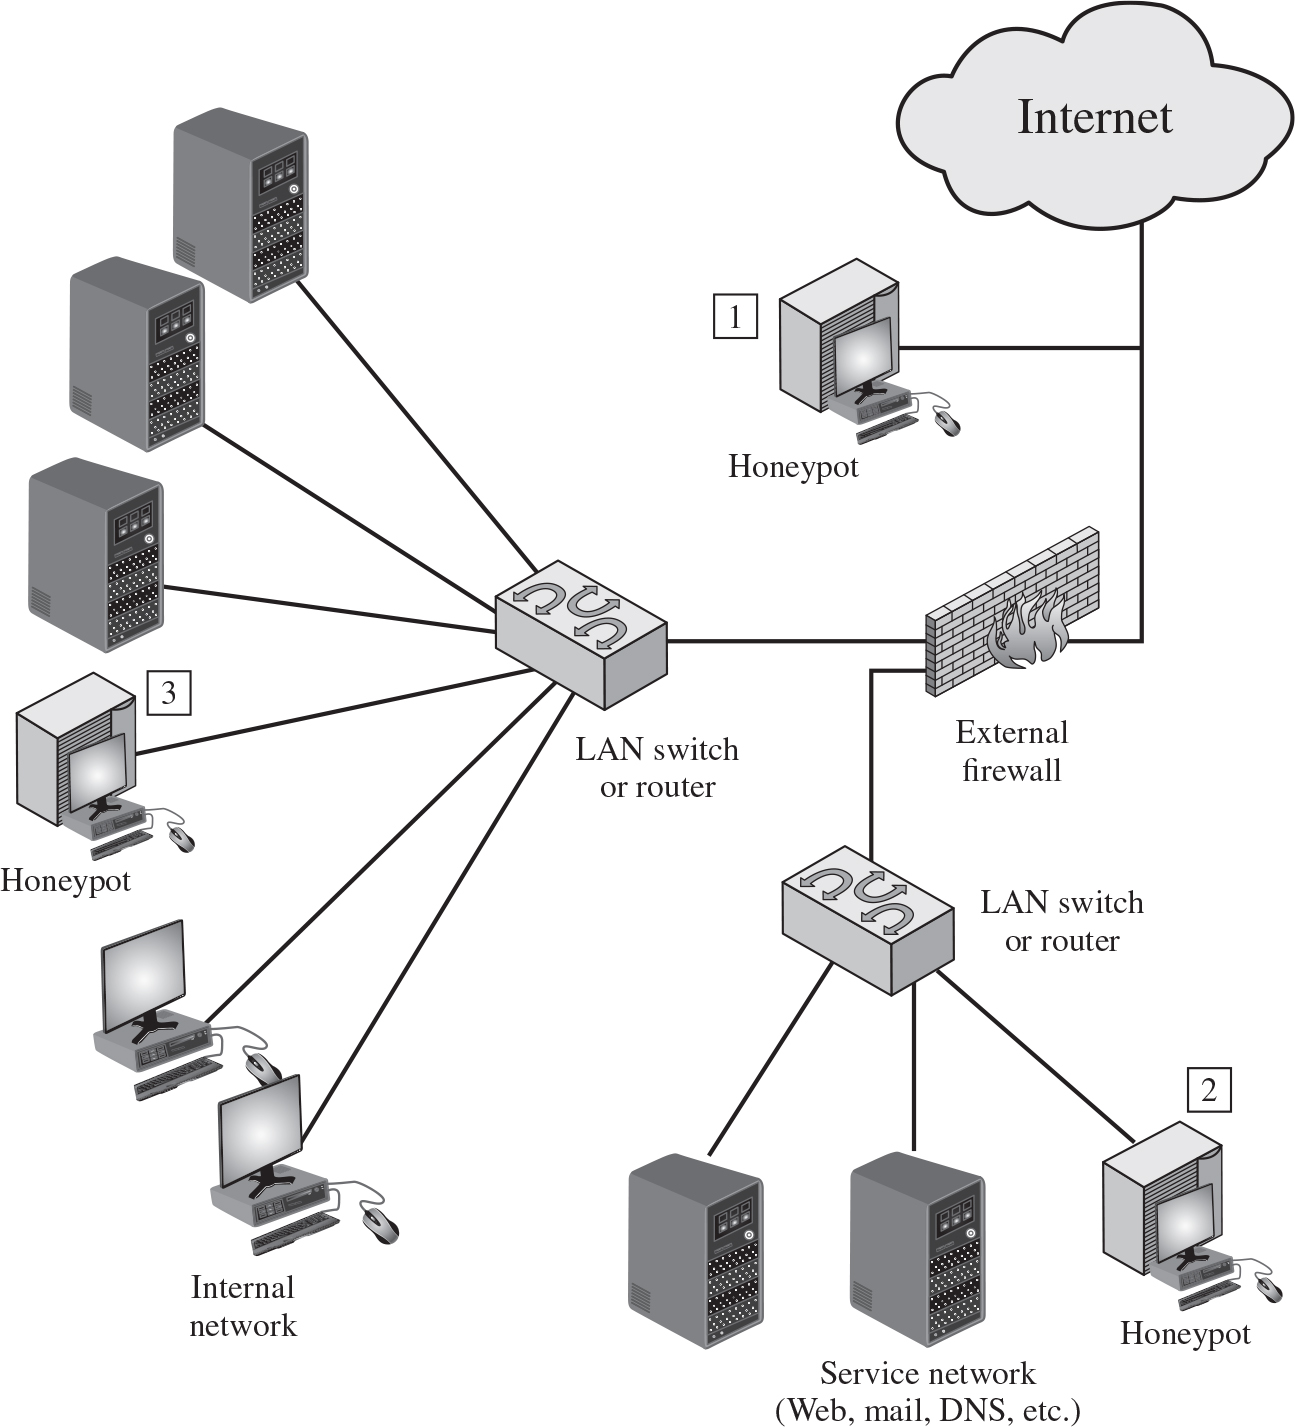 Internet
1
Honeypot
3
Honeypot
LAN switch
or router
External
firewall
LAN switch
or router
2
Honeypot
Internal
network
Service network
(Web, mail, DNS, etc.)